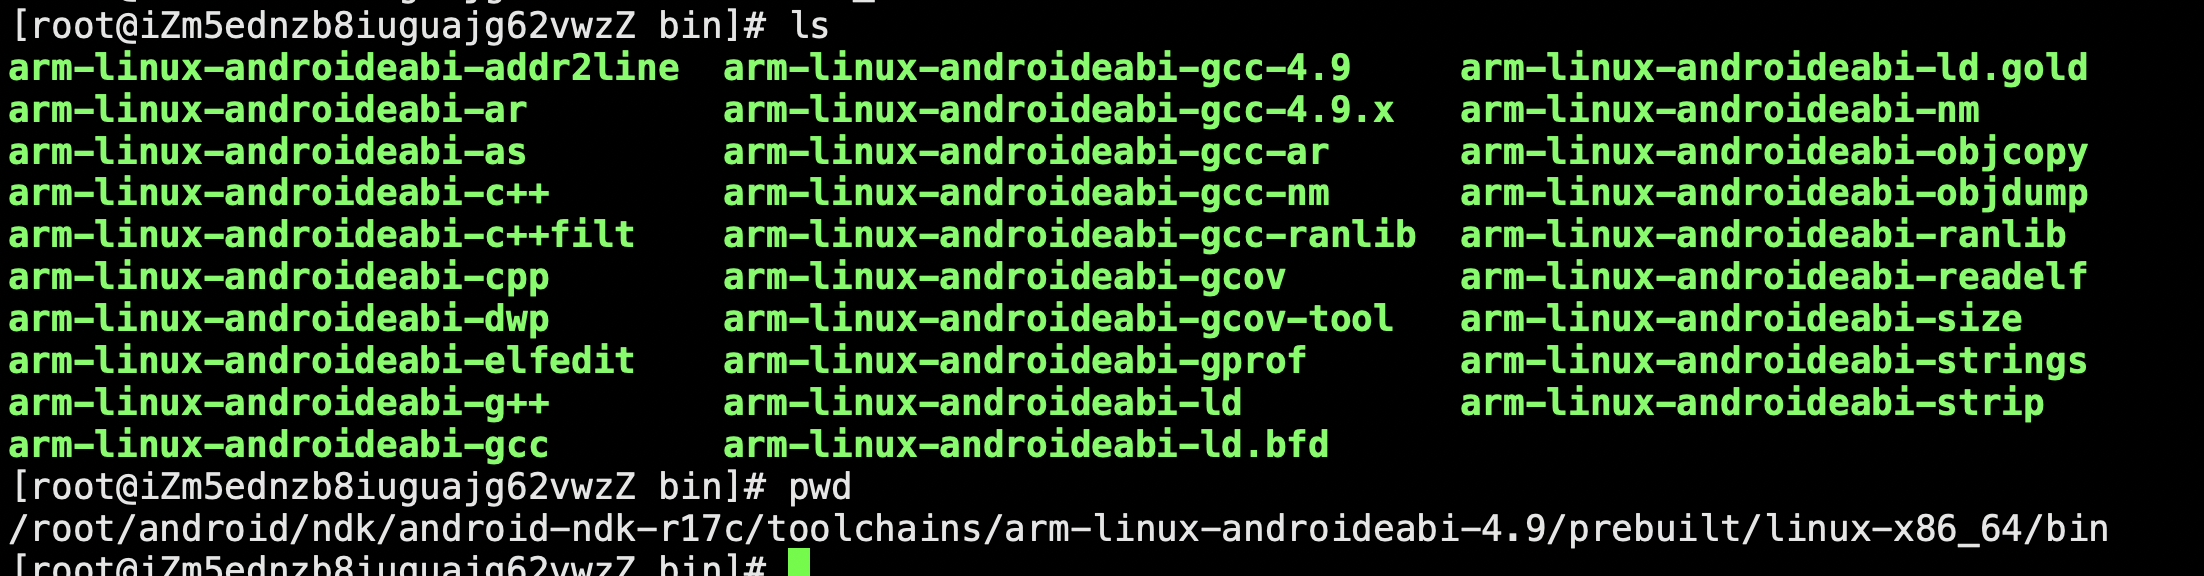 [root@iZm5ednzb8iuguajg62vwzZ bin]# ls
arm-linux-androideabi-addr2line  arm-linux-androideabi-gcc-4.9     arm-linux-androideabi-ld.gold
arm-linux-androideabi-ar         arm-linux-androideabi-gcc-4.9.x   arm-linux-androideabi-nm
arm-linux-androideabi-as         arm-linux-androideabi-gcc-ar      arm-linux-androideabi-objcopy
arm-linux-androideabi-c++        arm-linux-androideabi-gcc-nm      arm-linux-androideabi-objdump
arm-linux-androideabi-c++filt    arm-linux-androideabi-gcc-ranlib  arm-linux-androideabi-ranlib
arm-linux-androideabi-cpp        arm-linux-androideabi-gcov        arm-linux-androideabi-readelf
arm-linux-androideabi-dwp        arm-linux-androideabi-gcov-tool   arm-linux-androideabi-size
arm-linux-androideabi-elfedit    arm-linux-androideabi-gprof       arm-linux-androideabi-strings
arm-linux-androideabi-g++        arm-linux-androideabi-ld          arm-linux-androideabi-strip
arm-linux-androideabi-gcc        arm-linux-androideabi-ld.bfd
[root@iZm5ednzb8iuguajg62vwzZ bin]# pwd
/root/android/ndk/android-ndk-r17c/toolchains/arm-linux-androideabi-4.9/prebuilt/linux-x86_64/bin
[root@iZm5ednzb8iuguajg62vwzZ bin]#